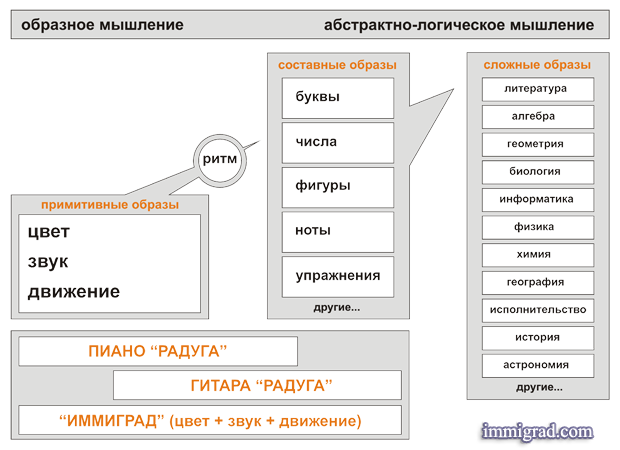 образное мышление
абстрактно-логическое мышление
ритм
примитивные образы
цвет
звук
движение
составные образы
буквы
числа
фигуры
ноты
упражнения
другие...
сложные образы
литература
алгебра
геометрия
биология
информатика
физика
химия
география
исполнительство
история
астрономия
другие...
ПИАНО “РАДУГА”
ГИТАРА “РАДУГА”
“ИММИГРАД” (цвет + звук + движение)
immigrad.com